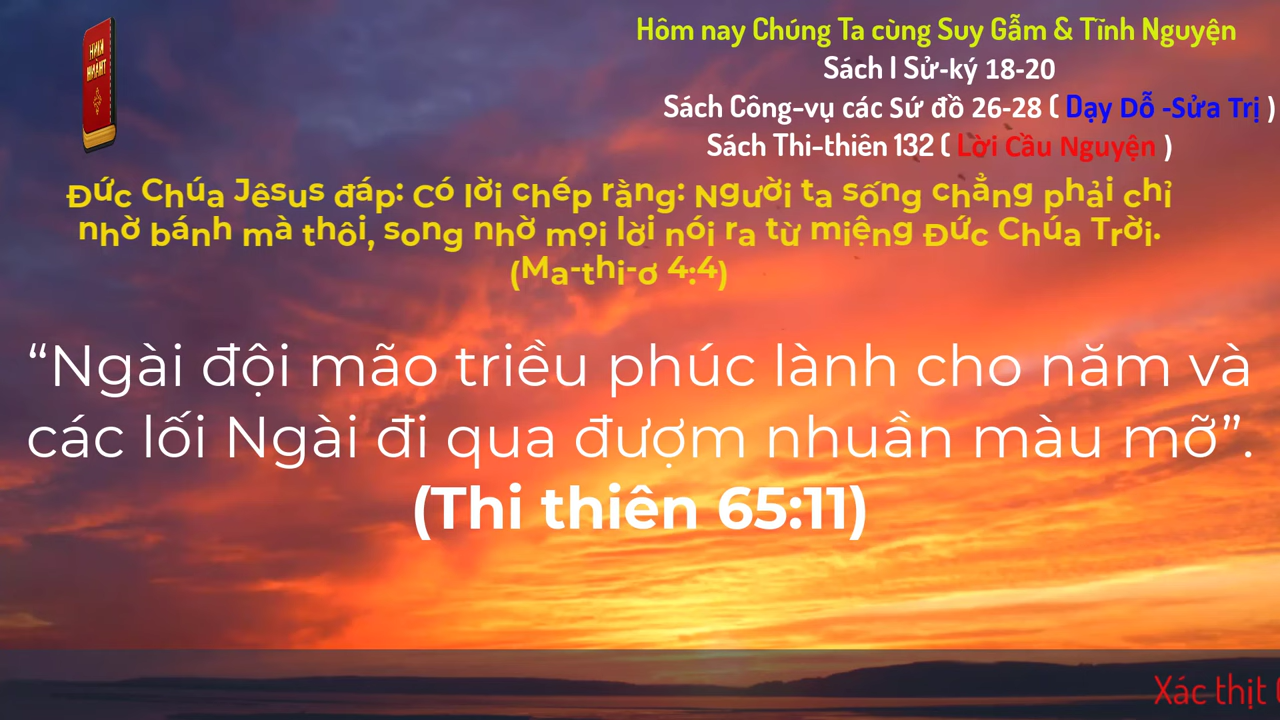 Hôm nay Chúng Ta cùng Suy Gẫm & Tĩnh Nguyện
Sách I Sử-ký 18-20
Sách Công-vụ các Sứ đồ 26-28 ( Dạy Dỗ -Sửa Trị )
Sách Thi-thiên 132 ( Lời Cầu Nguyện )
KINH
THÁNH
Đức Chúa Jêsus đáp: Có lời chép rằng: Người ta sống chẳng phải chỉ
nhờ bánh mà thôi, song nhờ mọi lời nói ra từ miệng Đức Chúa Trời.
(Ma-thi-ơ 4:4)
“Ngài đội mão triều phúc lành cho năm và
các lối Ngài đi qua đượm nhuần màu mỡ”.
(Thi thiên 65:11)
Xác thịt